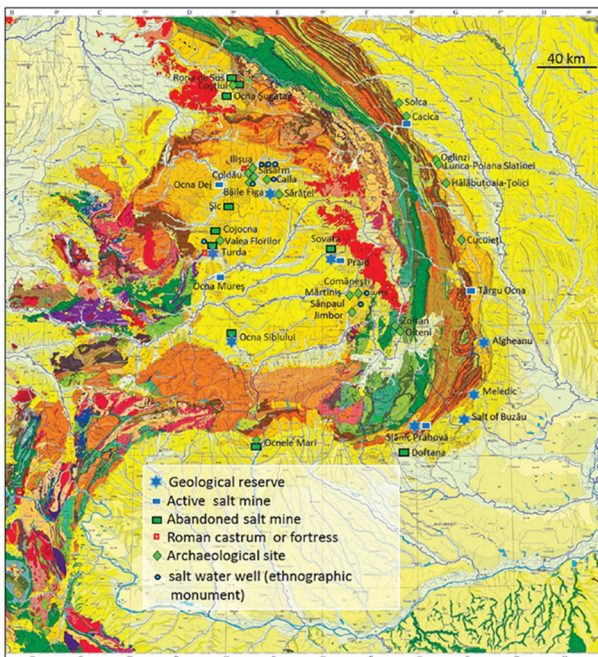 B C D E F G H
40 km
Rona de Sus
Coștiui
Ocna Șugatag
Solca
Cacica
Oglinzi
Lunca-Poiana Slatinei
Hălăbutoaia-Țolici
Ilișua
Săsarm
Coldău
Caila
Ocna Dej
Băile Figa
Sărățel
Sic
Cojocna
Valea Florilor
Turda
Cucuieți
Sovata
Praid
Ocna Mureș
Comănești
Mărtiniș
Sânpaul
Jimbor
Târgu Ocna
Zoltan
Olteni
Ocna Sibiului
Algheanu
Meledic
Salt of Buzău
Slănic Prahova
Ocnele Mari
Doftana
Geological reserve
Active salt mine
Abandoned salt mine
Roman castrum or fortress
Archaeological site
salt water well (ethnographic
monument)